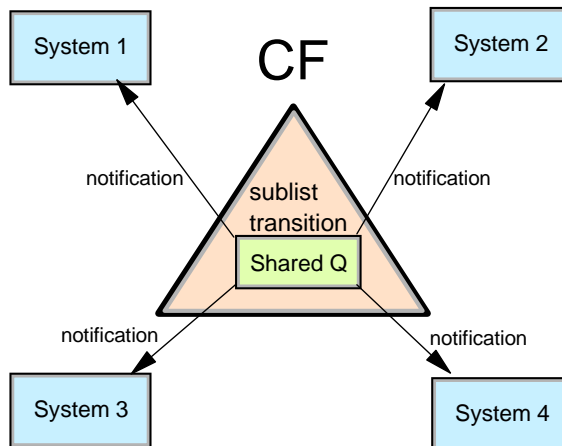 System 1
System 2
CF
notification
notification
sublist
transition
Shared Q
notification
notification
System 3
System 4